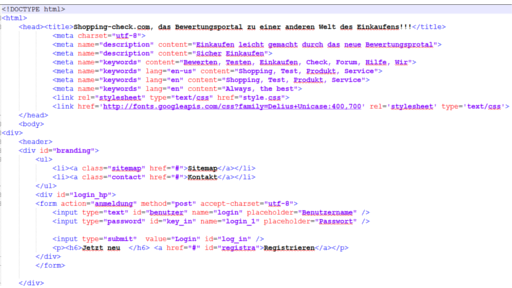 <!DOCTYPE html>
<html>
<head><title>Shopping-check.com, das Bewertungsportal zu einer anderen Welt des Einkaufens!!!</title>
<meta charset="utf-8">
<meta name="description" content="Einkaufen leicht gemacht durch das neue Bewertungsprotal">
<meta name="description" content="Sicher Einkaufen">
<meta name="keywords" content="Bewerten, Testen, Einkaufen, Check, Forum, Hilfe, Wir">
<meta name="keywords" lang="en-us" content="Shopping, Test, Produkt, Service">
<meta name="keywords" lang="en" content="Shopping, Test, Produkt, Service">
<meta name="keywords" lang="en" content="Always, the best">
<link rel="stylesheet" type="text/css" href="style.css">
<link href='http://fonts.googleapis.com/css?family=Delius+Unicase:400,700' rel='stylesheet' type='text/css'>
</head>
<body>
<div>
<header>
<div id="branding">
<ul>
<li><a class="sitemap" href="#">Sitemap</a></li>
<li><a class="contact" href="#">Kontakt</a></li>
</ul>
<div id="login_hp">
<form action="anmeldung" method="post" accept-charset="utf-8">
<input type="text" id="benutzer" name="login" placeholder="Benutzername" />
<input type="password" id="key_in" name="login_1" placeholder="Passwort" />
<input type="submit" value="Login" id="log_in" />
<p><h6>Jetzt neu </h6> <a href="#" id="registra">Registrieren</a></p>
</div>
</form>
</div>